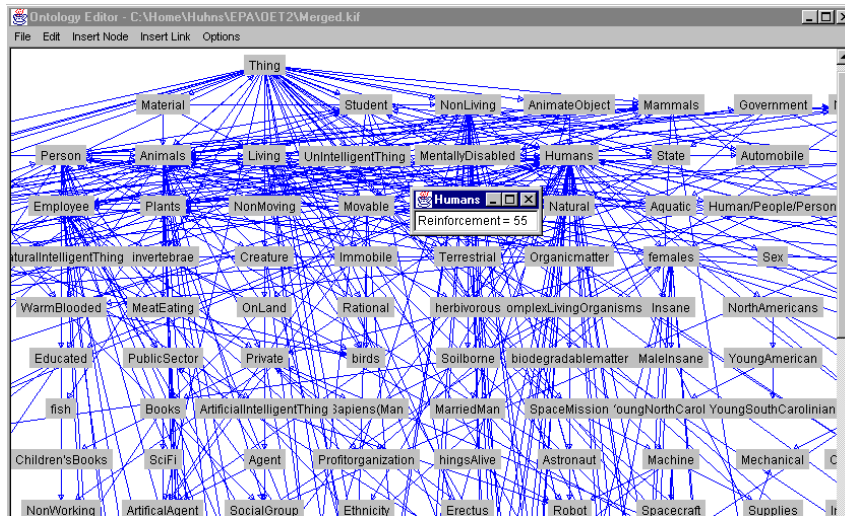 Ontology Editor - C:\Home\Huhns\EPA\OET2\Merged.kif
File Edit Insert Node Insert Link Options
Thing
Material Student NonLiving AnimateObject Mammals Government
Person Animals Living UnIntelligentThing MentallyDisabled Humans State Automobile
Humans
Employee Plants NonMoving Movable Natural Aquatic Human/People/Person
Reinforcement = 55
aturalIntelligentThing invertebrae Creature Immobile Terrestrial Organicmatter females Sex
WarmBlooded MeatEating OnLand Rational herbivorous omplexLivingOrganisms Insane NorthAmericans
Educated PublicSector Private birds Soilborne biodegradablematter MaleInsane YoungAmerican
fish Books ArtificialIntelligentThing Sapiens(Man MarriedMan SpaceMission YoungNorthCarol YoungSouthCarolinian
Children'sBooks SciFi Agent Profitorganization hingsAlive Astronaut Machine Mechanical
NonWorking ArtificalAgent SocialGroup Ethnicity Erectus Robot Spacecraft Supplies